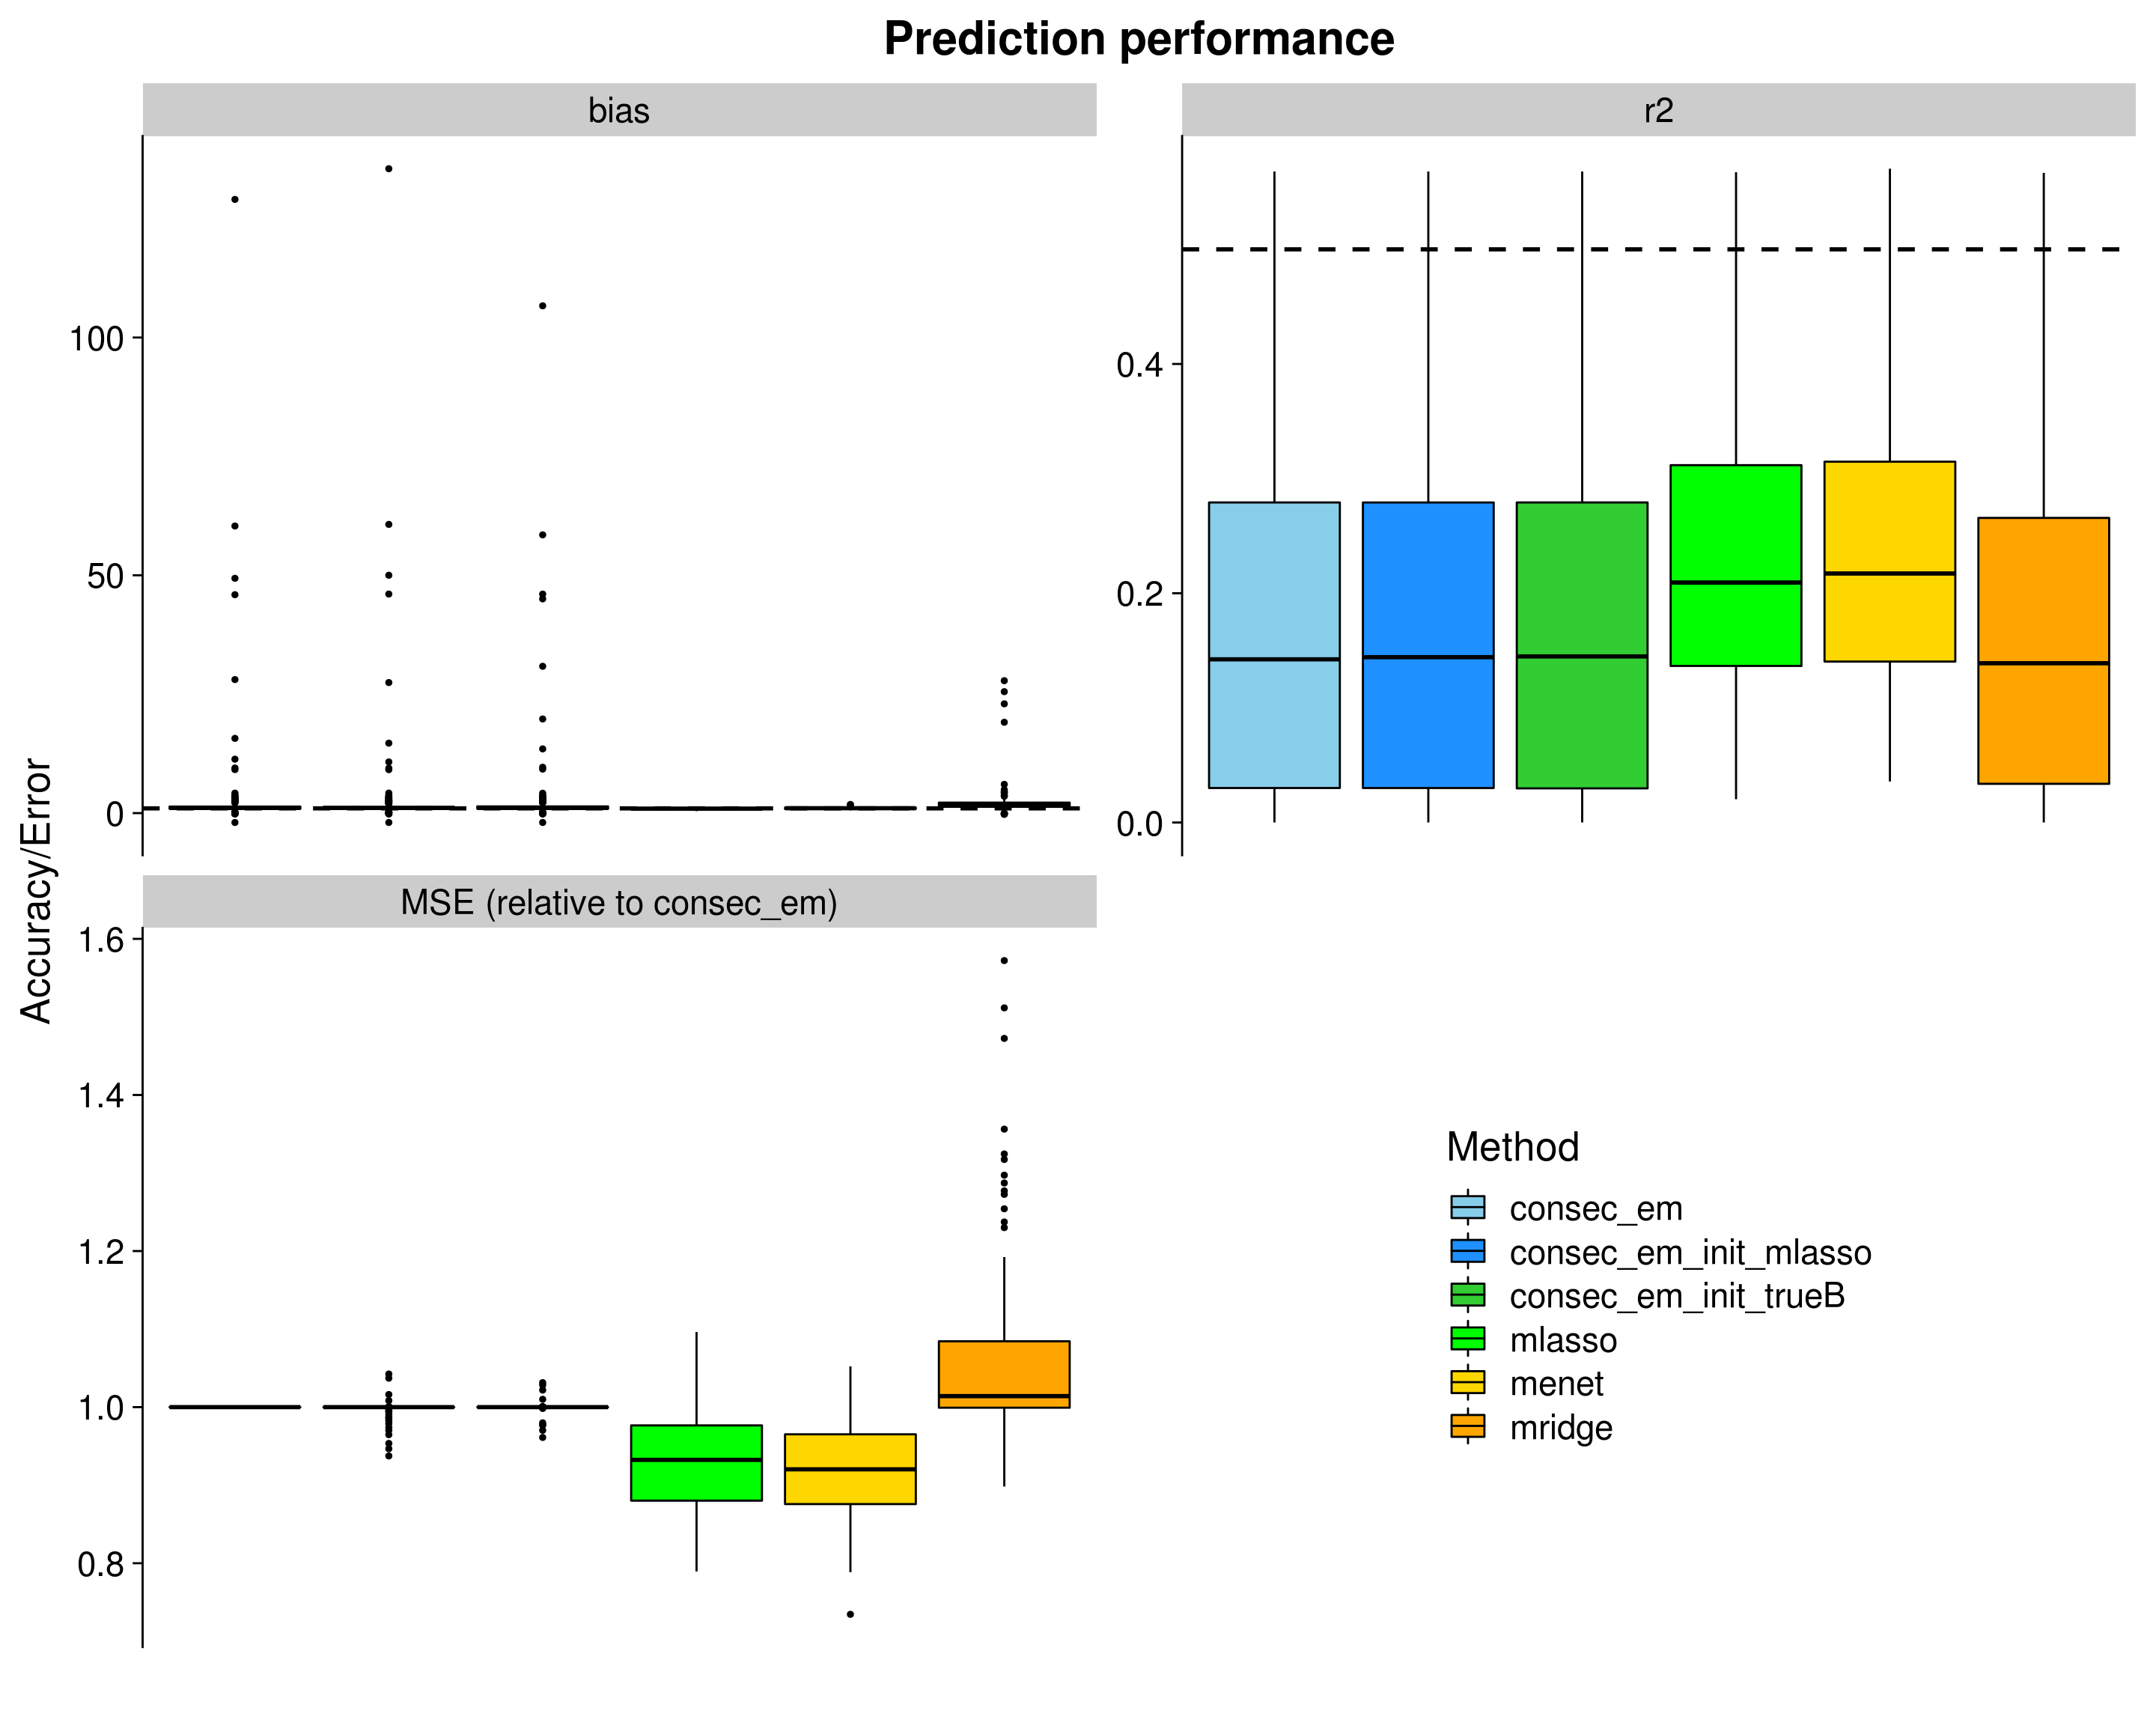 Prediction performance
bias
r2
100
50
0
0.4
0.2
0.0
Accuracy/Error
MSE (relative to consec_em)
1.6
1.4
1.2
1.0
0.8
Method
consec_em
consec_em_init_mlasso
consec_em_init_trueB
mlasso
menet
mridge